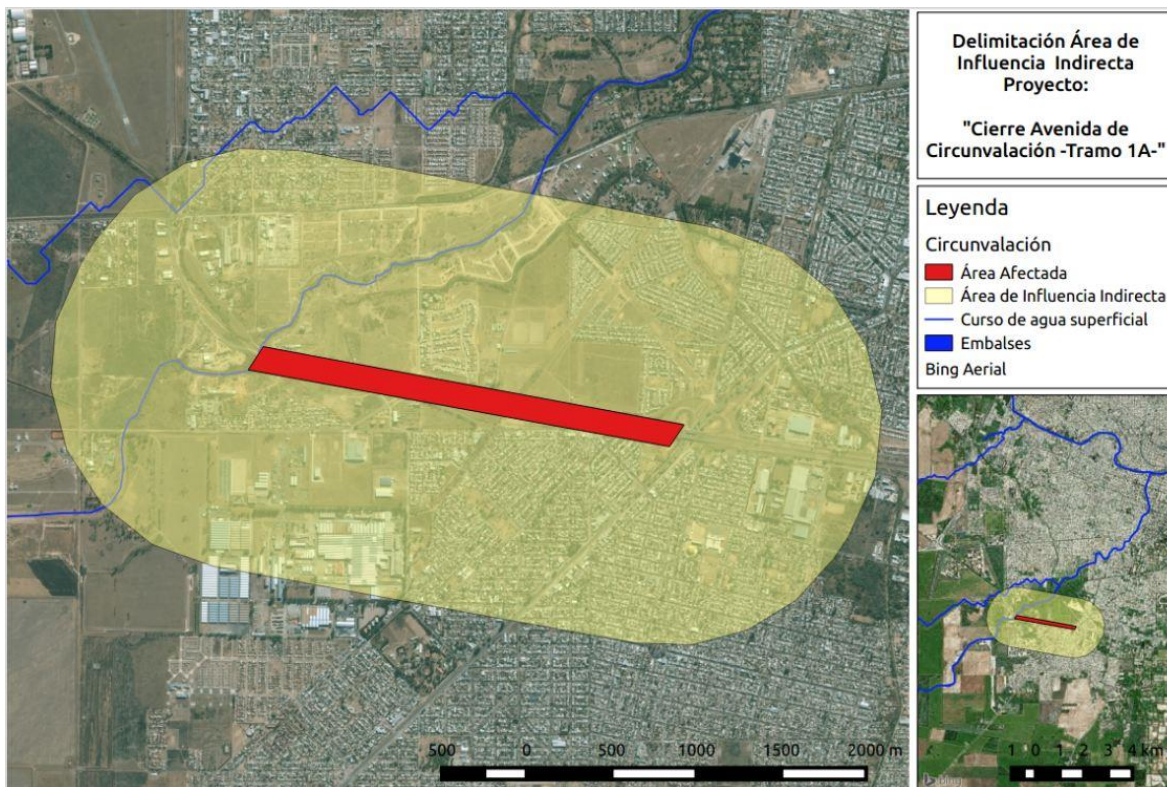 Delimitación Área de
Influencia Indirecta
Proyecto:
"Cierre Avenida de
Circunvalación -Tramo 1A-"
Leyenda
Circunvalación
Área Afectada
Área de Influencia Indirecta
Curso de agua superficial
Embalses
Bing Aerial
500 0 500 1000 1500 2000 m
1 0 1 2 3 4 km
bing